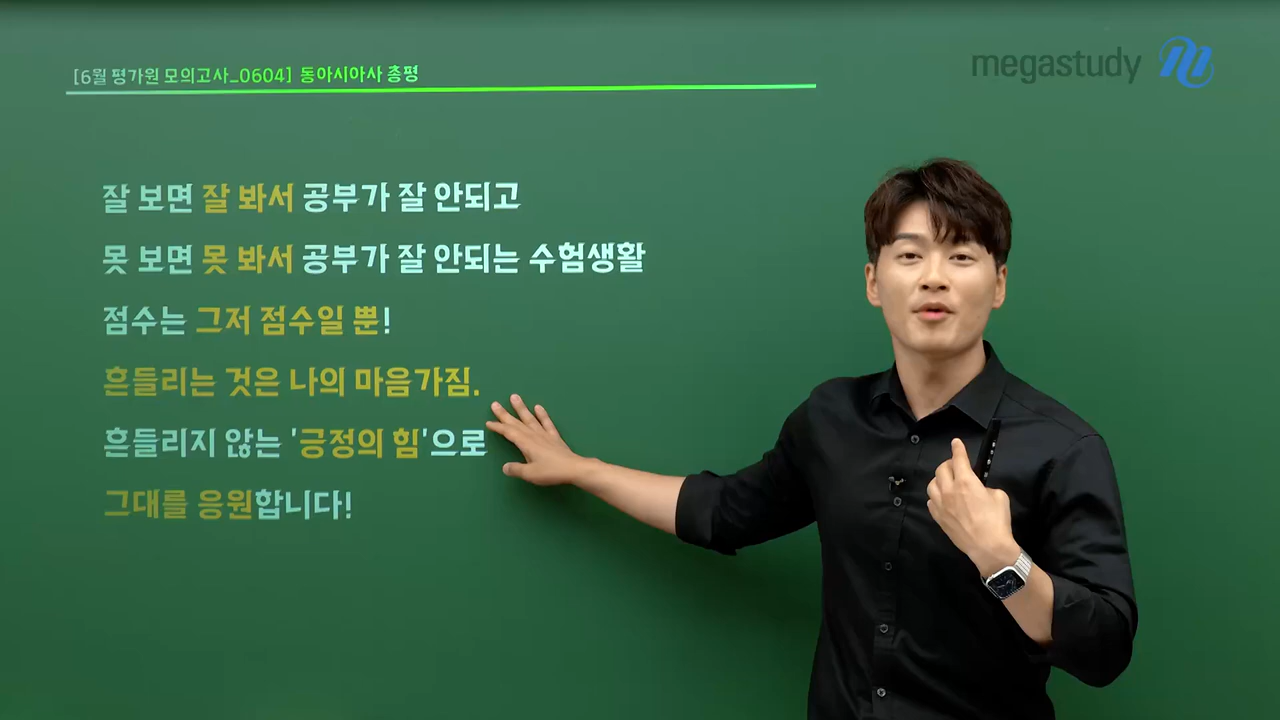 [6월 평가원 모의고사_0604] 동아시아사 총평
megastudy
잘 보면 잘 봐서 공부가 잘 안되고
못 보면 못 봐서 공부가 잘 안되는 수험생활
점수는 그저 점수일 뿐!
흔들리는 것은 나의 마음가짐.
흔들리지 않는 '긍정의 힘'으로
그대를 응원합니다!